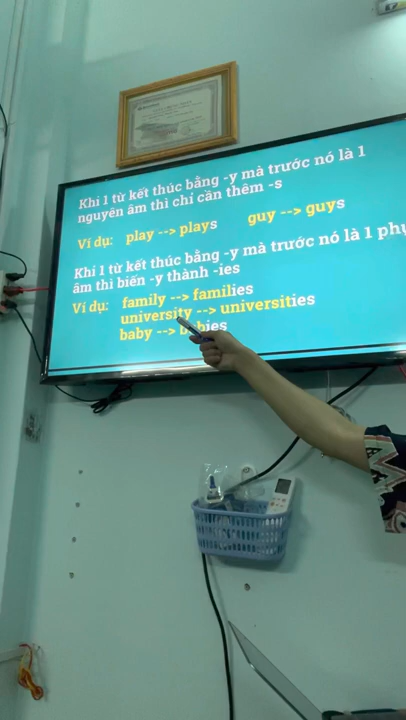 Khi 1 từ kết thúc bằng -y mà trước nó là 1
nguyên âm thì chỉ cần thêm -s
Ví dụ: play --> plays guy --> guys
Khi 1 từ kết thúc bằng -y mà trước nó là 1 phụ
âm thì biến -y thành -ies
Ví dụ: family --> families
university --> universities
baby --> babies